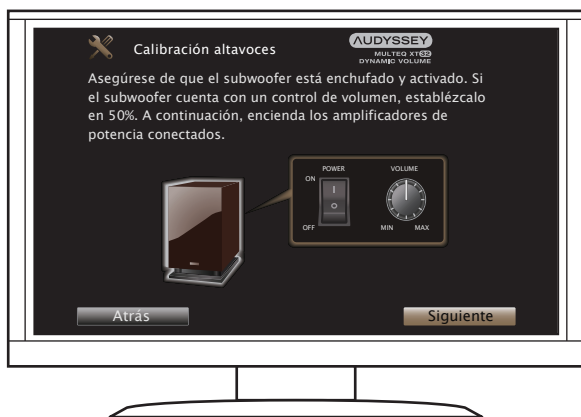 Calibración altavoces
AUDYSSEY
MULTEQ XT32
DYNAMIC VOLUME
Asegúrese de que el subwoofer está enchufado y activado. Si
el subwoofer cuenta con un control de volumen, establézcalo
en 50%. A continuación, encienda los amplificadores de
potencia conectados.
POWER
VOLUME
ON
OFF
MIN
MAX
Atrás
Siguiente